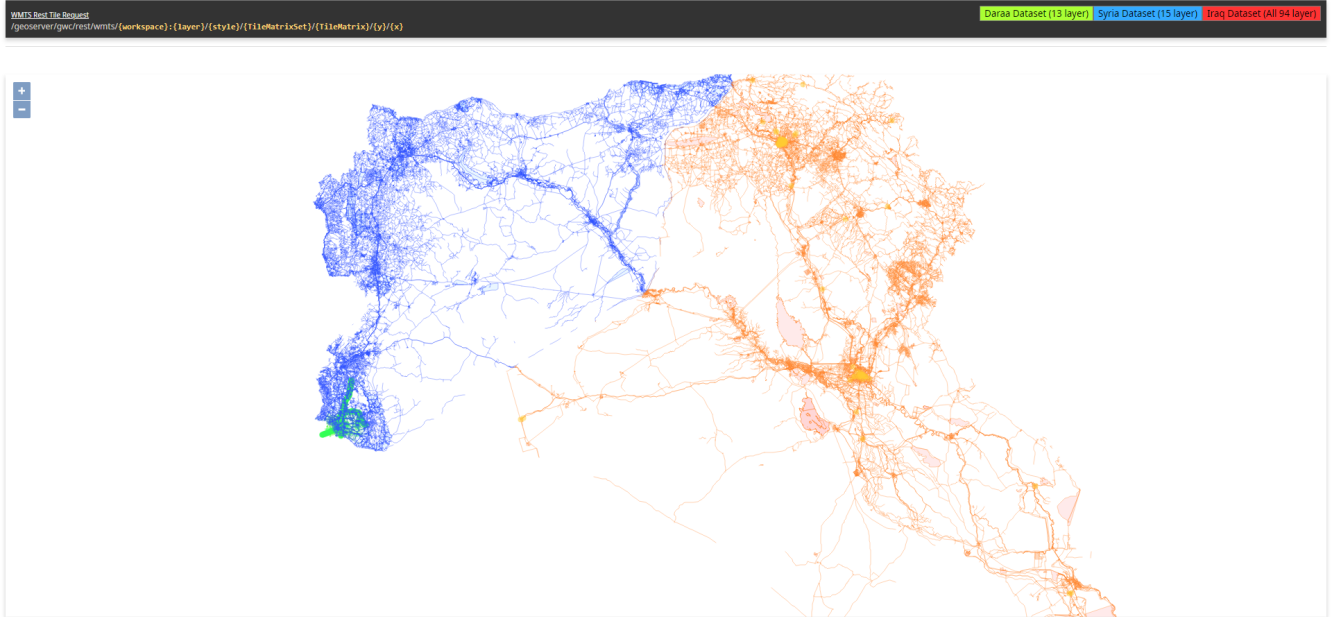 WMTS Rest Tile Request
/geoserver/gwc/rest/wmts/{workspace}:{layer}/{style}/{TileMatrixSet}/{TileMatrix}/{y}/{x}
Daraa Dataset (13 layer) Syria Dataset (15 layer) Iraq Dataset (All 94 layer)
+
−